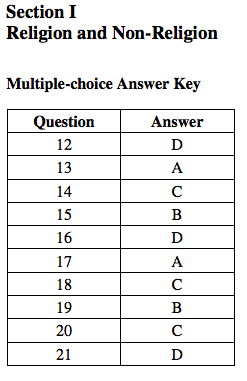 Section I
Religion and Non-Religion
Multiple-choice Answer Key
Question Answer
12 D
13 A
14 C
15 B
16 D
17 A
18 C
19 B
20 C
21 D